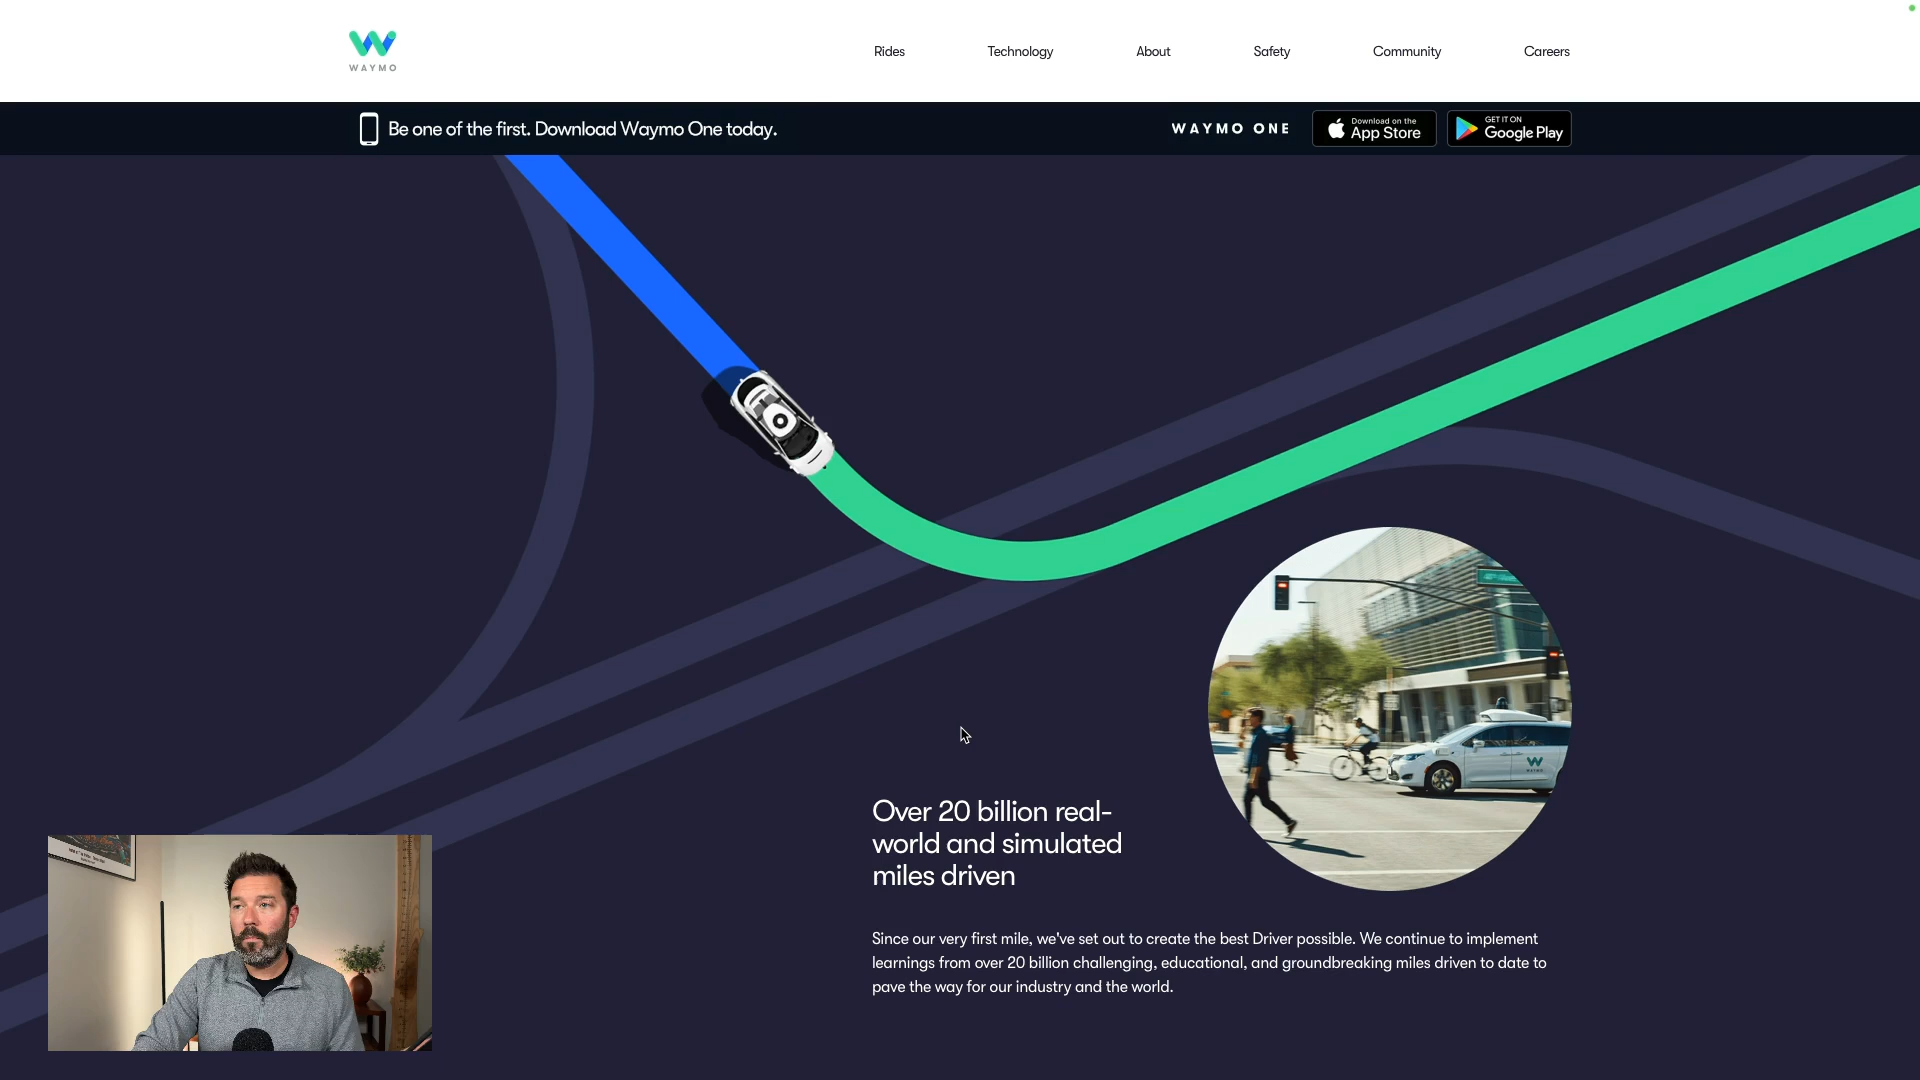 WAYMO
Rides
Technology
About
Safety
Community
Careers
Be one of the first. Download Waymo One today.
WAYMO ONE
Download on the
App Store
GET IT ON
Google Play
Over 20 billion real-
world and simulated
miles driven
Since our very first mile, we've set out to create the best Driver possible. We continue to implement
learnings from over 20 billion challenging, educational, and groundbreaking miles driven to date to
pave the way for our industry and the world.